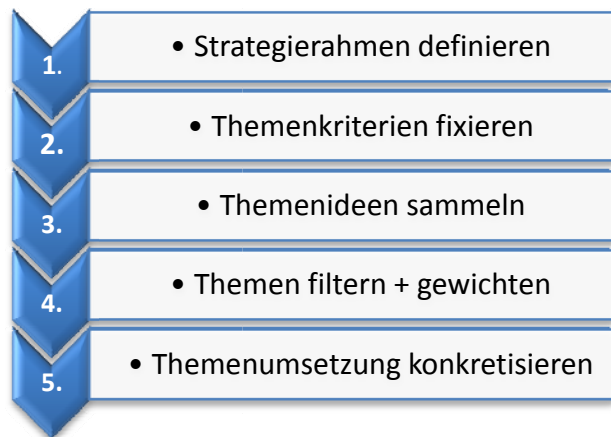 1. • Strategierahmen definieren
2. • Themenkriterien fixieren
3. • Themenideen sammeln
4. • Themen filtern + gewichten
5. • Themenumsetzung konkretisieren